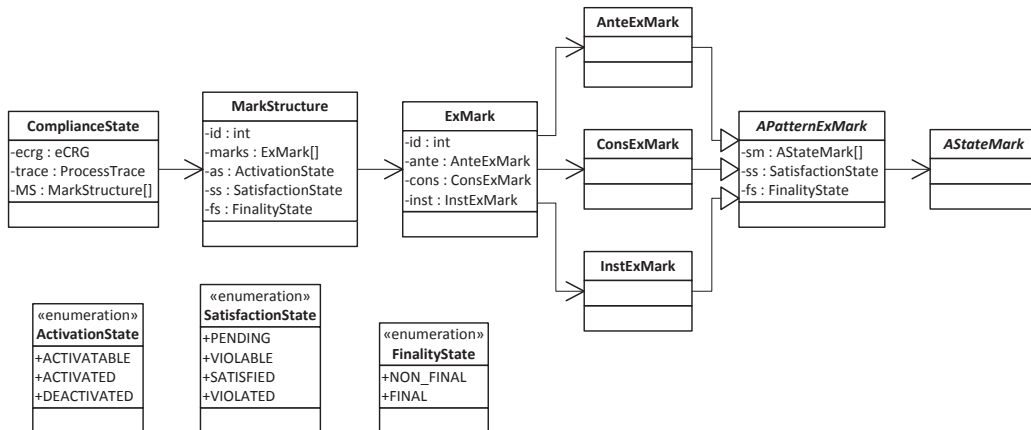 AnteExMark
ComplianceState
-ecrg : eCRG
-trace : ProcessTrace
-MS : MarkStructure[]
MarkStructure
-id : int
-marks : ExMark[]
-as : ActivationState
-ss : SatisfactionState
-fs : FinalityState
ExMark
-id : int
-ante : AnteExMark
-cons : ConsExMark
-inst : InstExMark
ConsExMark
APatternExMark
-sm : AStateMark[]
-ss : SatisfactionState
-fs : FinalityState
AStateMark
InstExMark
«enumeration»
ActivationState
+ACTIVATABLE
+ACTIVATED
+DEACTIVATED
«enumeration»
SatisfactionState
+PENDING
+VIOLABLE
+SATISFIED
+VIOLATED
«enumeration»
FinalityState
+NON_FINAL
+FINAL